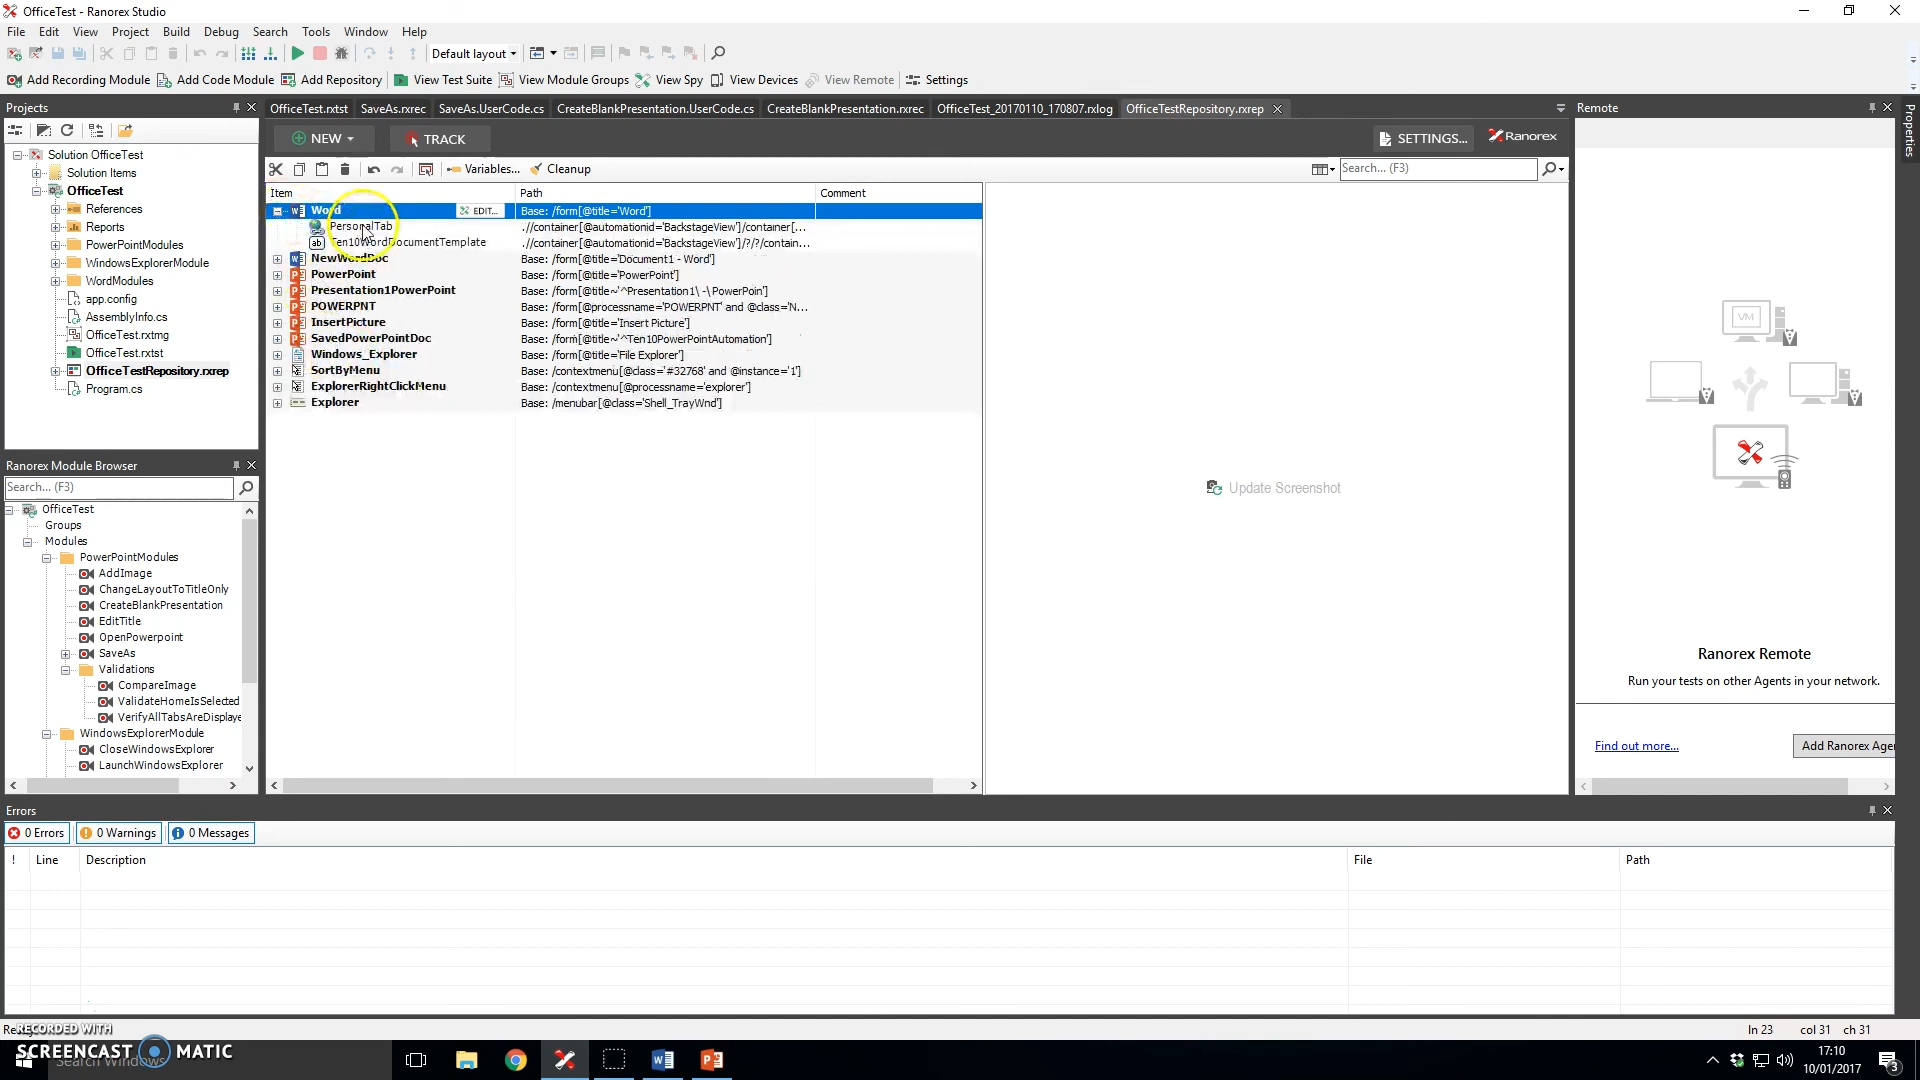 OfficeTest - Ranorex Studio
File Edit View Project Build Debug Search Tools Window Help
Default layout
Add Recording Module Add Code Module Add Repository View Test Suite View Module Groups View Spy View Devices View Remote Settings
Projects
Solution OfficeTest
Solution Items
OfficeTest
References
Reports
PowerPointModules
WindowsExplorerModule
WordModules
app.config
AssemblyInfo.cs
OfficeTest.rxtmg
OfficeTest.rxtst
OfficeTestRepository.rxrep
Program.cs
Ranorex Module Browser
Search... (F3)
OfficeTest
Groups
Modules
PowerPointModules
AddImage
ChangeLayoutToTitleOnly
CreateBlankPresentation
EditTitle
OpenPowerpoint
SaveAs
Validations
CompareImage
ValidateHomeIsSelected
VerifyAllTabsAreDisplaye
WindowsExplorerModule
CloseWindowsExplorer
LaunchWindowsExplorer
OfficeTest.rxtst SaveAs.rxrec SaveAs.UserCode.cs CreateBlankPresentation.UserCode.cs CreateBlankPresentation.rxrec OfficeTest_20170110_170807.rxlog OfficeTestRepository.rxrep
NEW TRACK SETTINGS... Ranorex
Variables... Cleanup Search... (F3)
Item Path Comment
Word EDIT... Base: /form[@title='Word']
PersonalTab .//container[@automationid='BackstageView']/container[...
Ten10WordDocumentTemplate .//container[@automationid='BackstageView']/?/?/contain...
NewWordDoc Base: /form[@title='Document1 - Word']
PowerPoint Base: /form[@title='PowerPoint']
Presentation1PowerPoint Base: /form[@title~'^Presentation1\ -\ PowerPoin']
POWERPNT Base: /form[@processname='POWERPNT' and @class='N...
InsertPicture Base: /form[@title='Insert Picture']
SavedPowerPointDoc Base: /form[@title~'^Ten10PowerPointAutomation']
Windows_Explorer Base: /form[@title='File Explorer']
SortByMenu Base: /contextmenu[@class='#32768' and @instance='1']
ExplorerRightClickMenu Base: /contextmenu[@processname='explorer']
Explorer Base: /menubar[@class='Shell_TrayWnd']
Update Screenshot
Remote
VM
Ranorex Remote
Run your tests on other Agents in your network.
Find out more...
Add Ranorex Agen
Properties
Errors
0 Errors 0 Warnings 0 Messages
! Line Description File Path
ln 23 col 31 ch 31
RECORDED WITH
SCREENCAST MATIC
Search Windows
17:10
10/01/2017
3